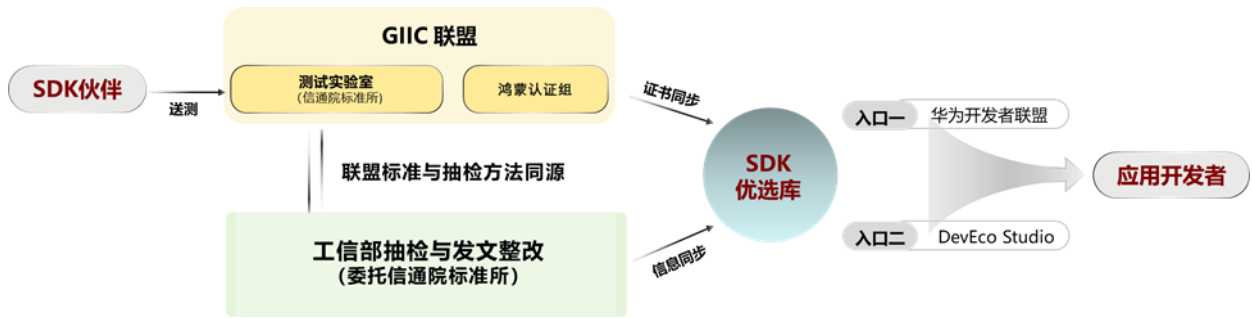 GIIC 联盟
SDK伙伴
送测
测试实验室
(信通院标准所)
鸿蒙认证组
联盟标准与抽检方法同源
工信部抽检与发文整改
(委托信通院标准所)
证书同步
信息同步
SDK
优选库
入口一
华为开发者联盟
入口二
DevEco Studio
应用开发者